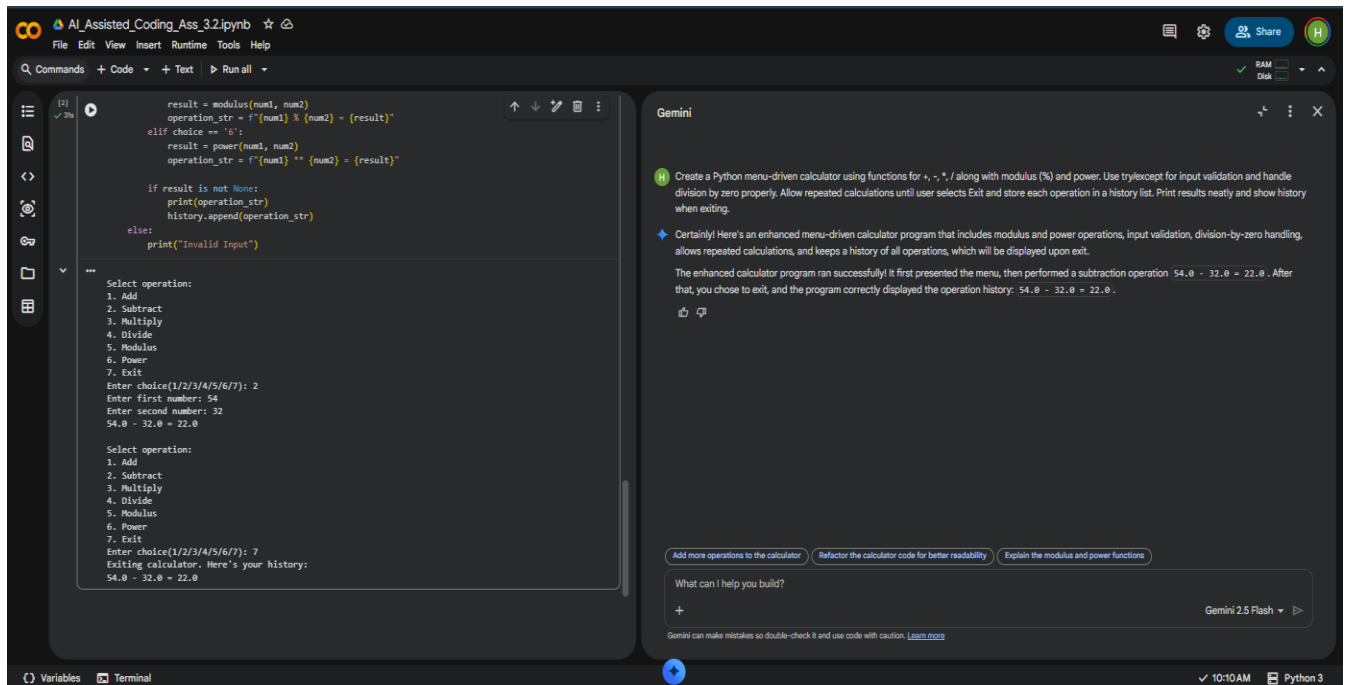 AI_Assisted_Coding_Ass_3.2.ipynb
File Edit View Insert Runtime Tools Help
Share
H
Commands + Code + Text Run all
RAM
Disk
[2]
31s
result = modulus(num1, num2)
operation_str = f"{num1} % {num2} = {result}"
elif choice == '6':
result = power(num1, num2)
operation_str = f"{num1} ** {num2} = {result}"
if result is not None:
print(operation_str)
history.append(operation_str)
else:
print("Invalid Input")
...
Select operation:
1. Add
2. Subtract
3. Multiply
4. Divide
5. Modulus
6. Power
7. Exit
Enter choice(1/2/3/4/5/6/7): 2
Enter first number: 54
Enter second number: 32
54.0 - 32.0 = 22.0
Select operation:
1. Add
2. Subtract
3. Multiply
4. Divide
5. Modulus
6. Power
7. Exit
Enter choice(1/2/3/4/5/6/7): 7
Exiting calculator. Here's your history:
54.0 - 32.0 = 22.0
Gemini
H
Create a Python menu-driven calculator using functions for +, -, *, / along with modulus (%) and power. Use try/except for input validation and handle
division by zero properly. Allow repeated calculations until user selects Exit and store each operation in a history list. Print results neatly and show history
when exiting.
Certainly! Here's an enhanced menu-driven calculator program that includes modulus and power operations, input validation, division-by-zero handling,
allows repeated calculations, and keeps a history of all operations, which will be displayed upon exit.
The enhanced calculator program ran successfully! It first presented the menu, then performed a subtraction operation 54.0 - 32.0 = 22.0. After
that, you chose to exit, and the program correctly displayed the operation history: 54.0 - 32.0 = 22.0.
Add more operations to the calculator Refactor the calculator code for better readability Explain the modulus and power functions
What can I help you build?
+ Gemini 2.5 Flash
Gemini can make mistakes so double-check it and use code with caution. Learn more
{} Variables Terminal 10:10 AM Python 3